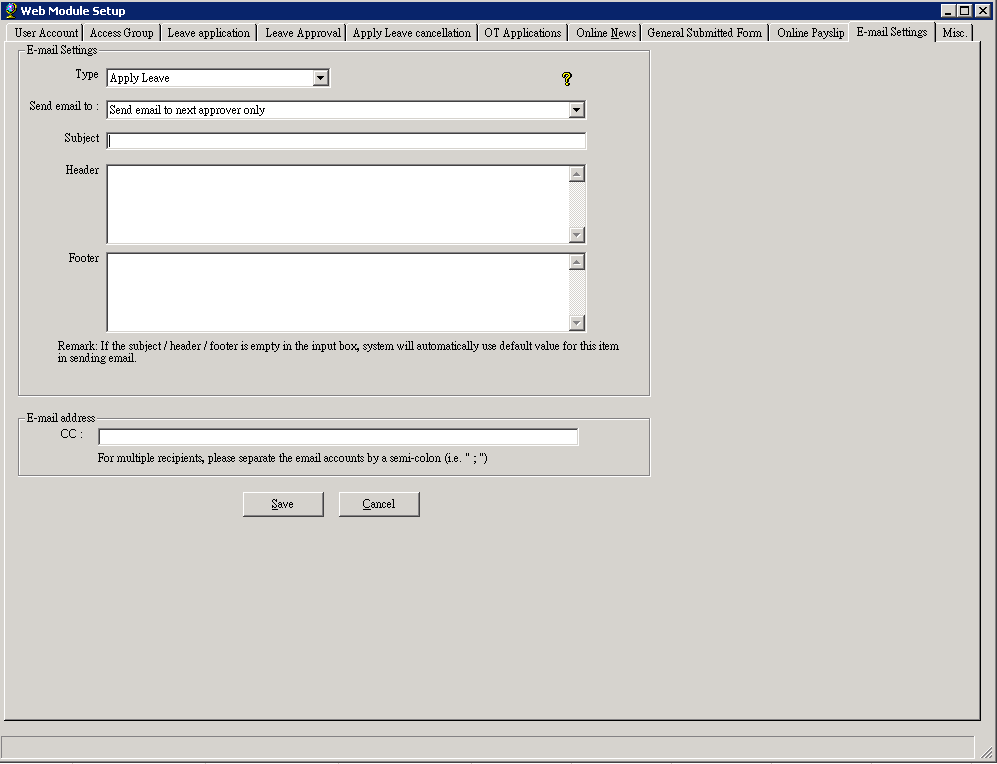 Web Module Setup
User Account Access Group Leave application Leave Approval Apply Leave cancellation OT Applications Online News General Submitted Form Online Payslip E-mail Settings Misc.
E-mail Settings
Type Apply Leave ?
Send email to : Send email to next approver only
Subject
Header
Footer
Remark: If the subject / header / footer is empty in the input box, system will automatically use default value for this item
in sending email.
E-mail address
CC :
For multiple recipients, please separate the email accounts by a semi-colon (i.e. " ; ")
Save Cancel